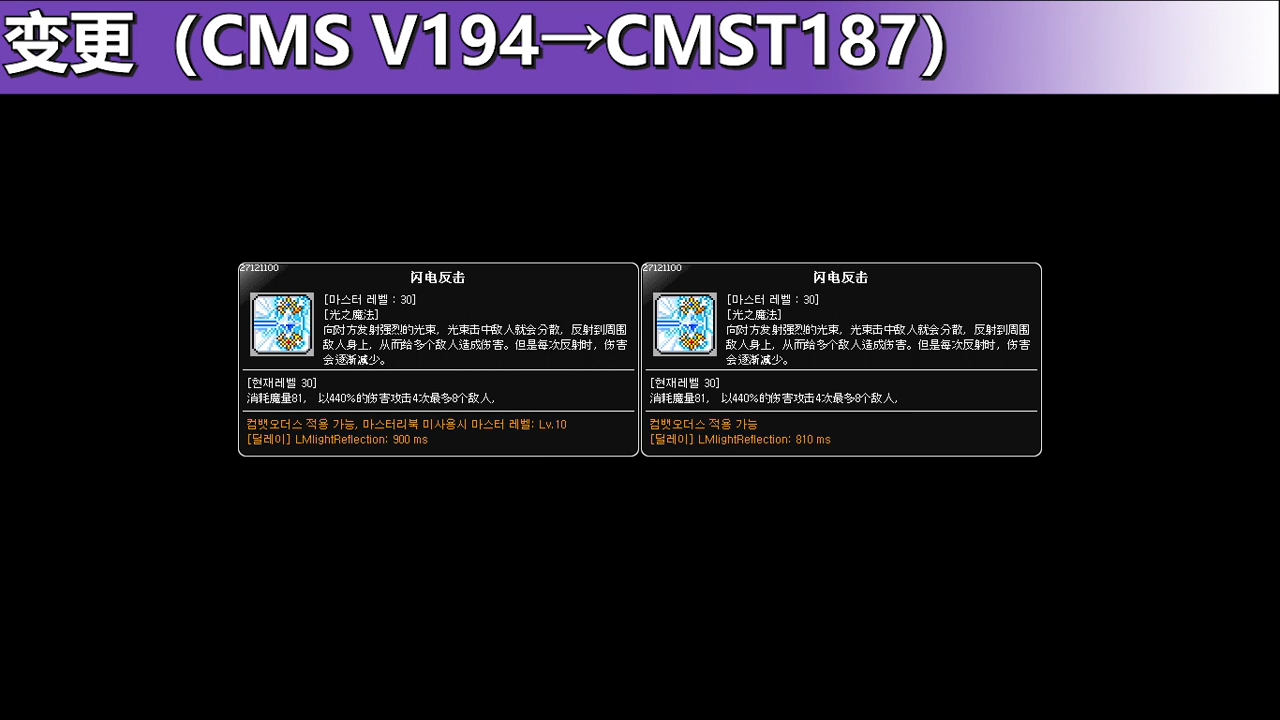 变更（CMS V194→CMST187）
27121100
闪电反击
[마스터 레벨 : 30]
[光之魔法]
向对方发射强烈的光束，光束击中敌人就会分散，反射到周围
敌人身上，从而给多个敌人造成伤害。但是每次反射时，伤害
会逐渐减少。
[현재레벨 30]
消耗魔量81， 以440%的伤害攻击4次最多8个敌人,
컴뱃오더스 적용 가능, 마스터리북 미사용시 마스터 레벨: Lv.10
[딜레이] LMlightReflection: 900 ms
27121100
闪电反击
[마스터 레벨 : 30]
[光之魔法]
向对方发射强烈的光束，光束击中敌人就会分散，反射到周围
敌人身上，从而给多个敌人造成伤害。但是每次反射时，伤害
会逐渐减少。
[현재레벨 30]
消耗魔量81， 以440%的伤害攻击4次最多8个敌人,
컴뱃오더스 적용 가능
[딜레이] LMlightReflection: 810 ms